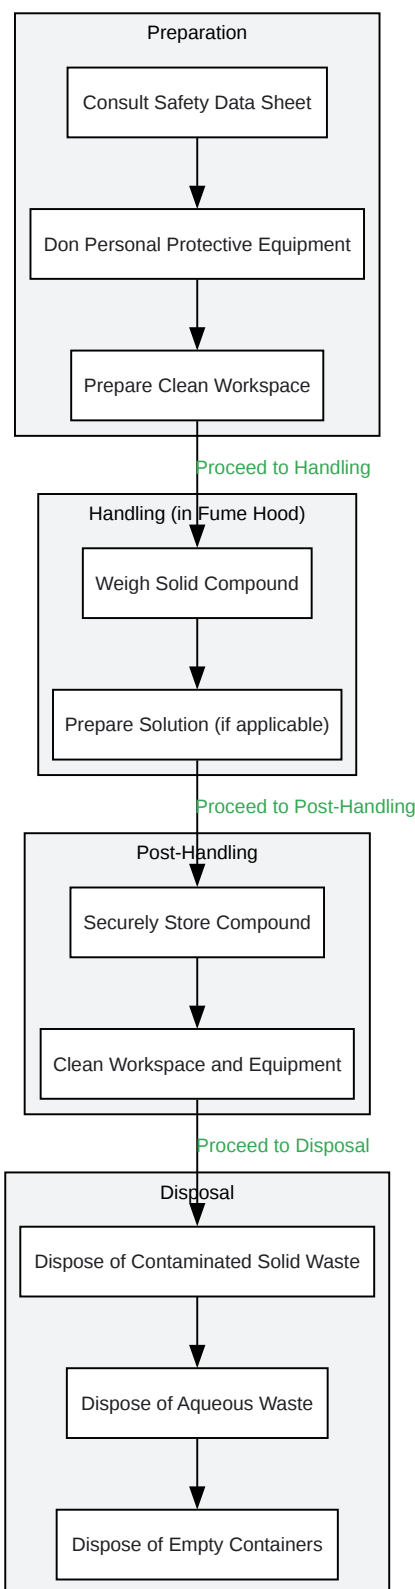 Preparation
Consult Safety Data Sheet
Don Personal Protective Equipment
Prepare Clean Workspace
Proceed to Handling
Handling (in Fume Hood)
Weigh Solid Compound
Prepare Solution (if applicable)
Proceed to Post-Handling
Post-Handling
Securely Store Compound
Clean Workspace and Equipment
Proceed to Disposal
Disposal
Dispose of Contaminated Solid Waste
Dispose of Aqueous Waste
Dispose of Empty Containers